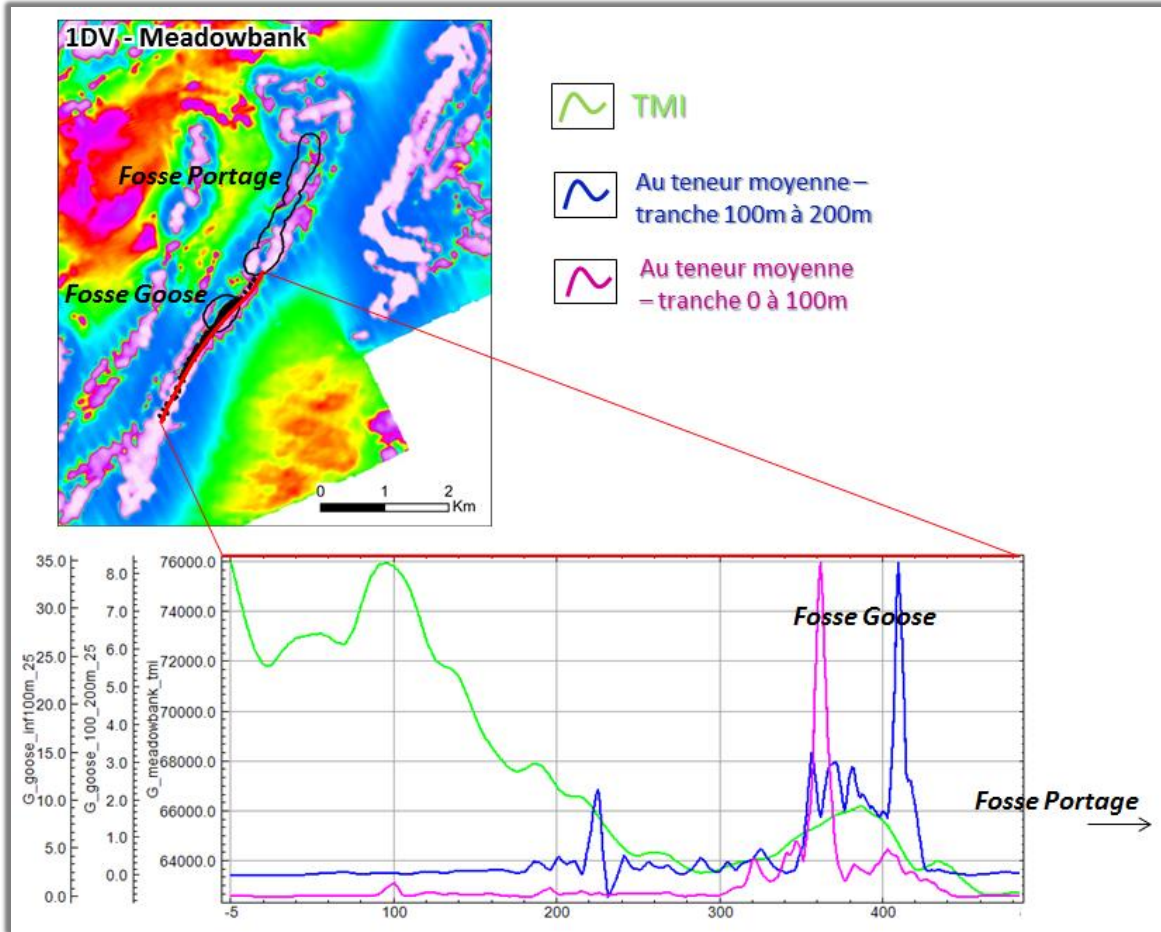 1DV - Meadowbank
Fosse Portage
Fosse Goose
0 1 2
Km
TMI
Au teneur moyenne –
tranche 100m à 200m
Au teneur moyenne
– tranche 0 à 100m
G_goose_inf100m_25
35.0
30.0
25.0
20.0
15.0
10.0
5.0
0.0
G_goose_100_200m_25
8.0
7.0
6.0
5.0
4.0
3.0
2.0
1.0
0.0
G_meadowbank_tmi
76000.0
74000.0
72000.0
70000.0
68000.0
66000.0
64000.0
Fosse Goose
Fosse Portage
-5 100 200 300 400